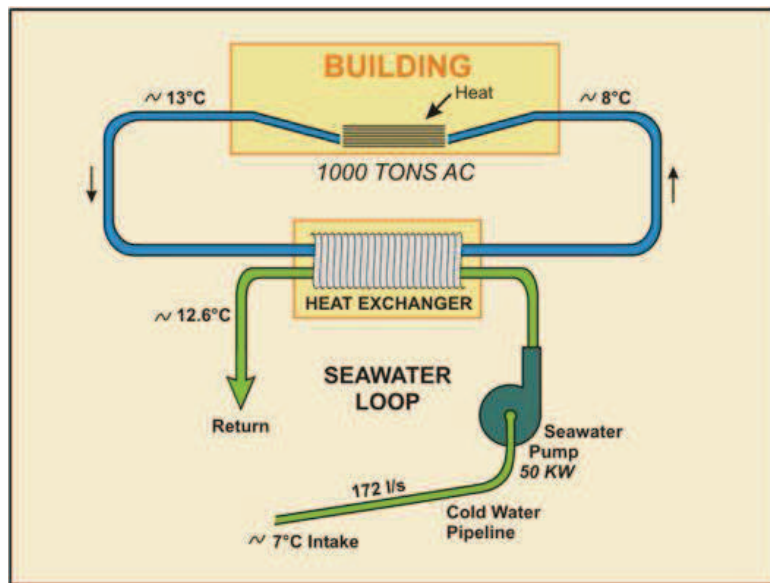 BUILDING
~ 13°C
Heat
~ 8°C
1000 TONS AC
HEAT EXCHANGER
~ 12.6°C
SEAWATER
LOOP
Return
Seawater
Pump
50 KW
172 l/s
Cold Water
Pipeline
~ 7°C Intake